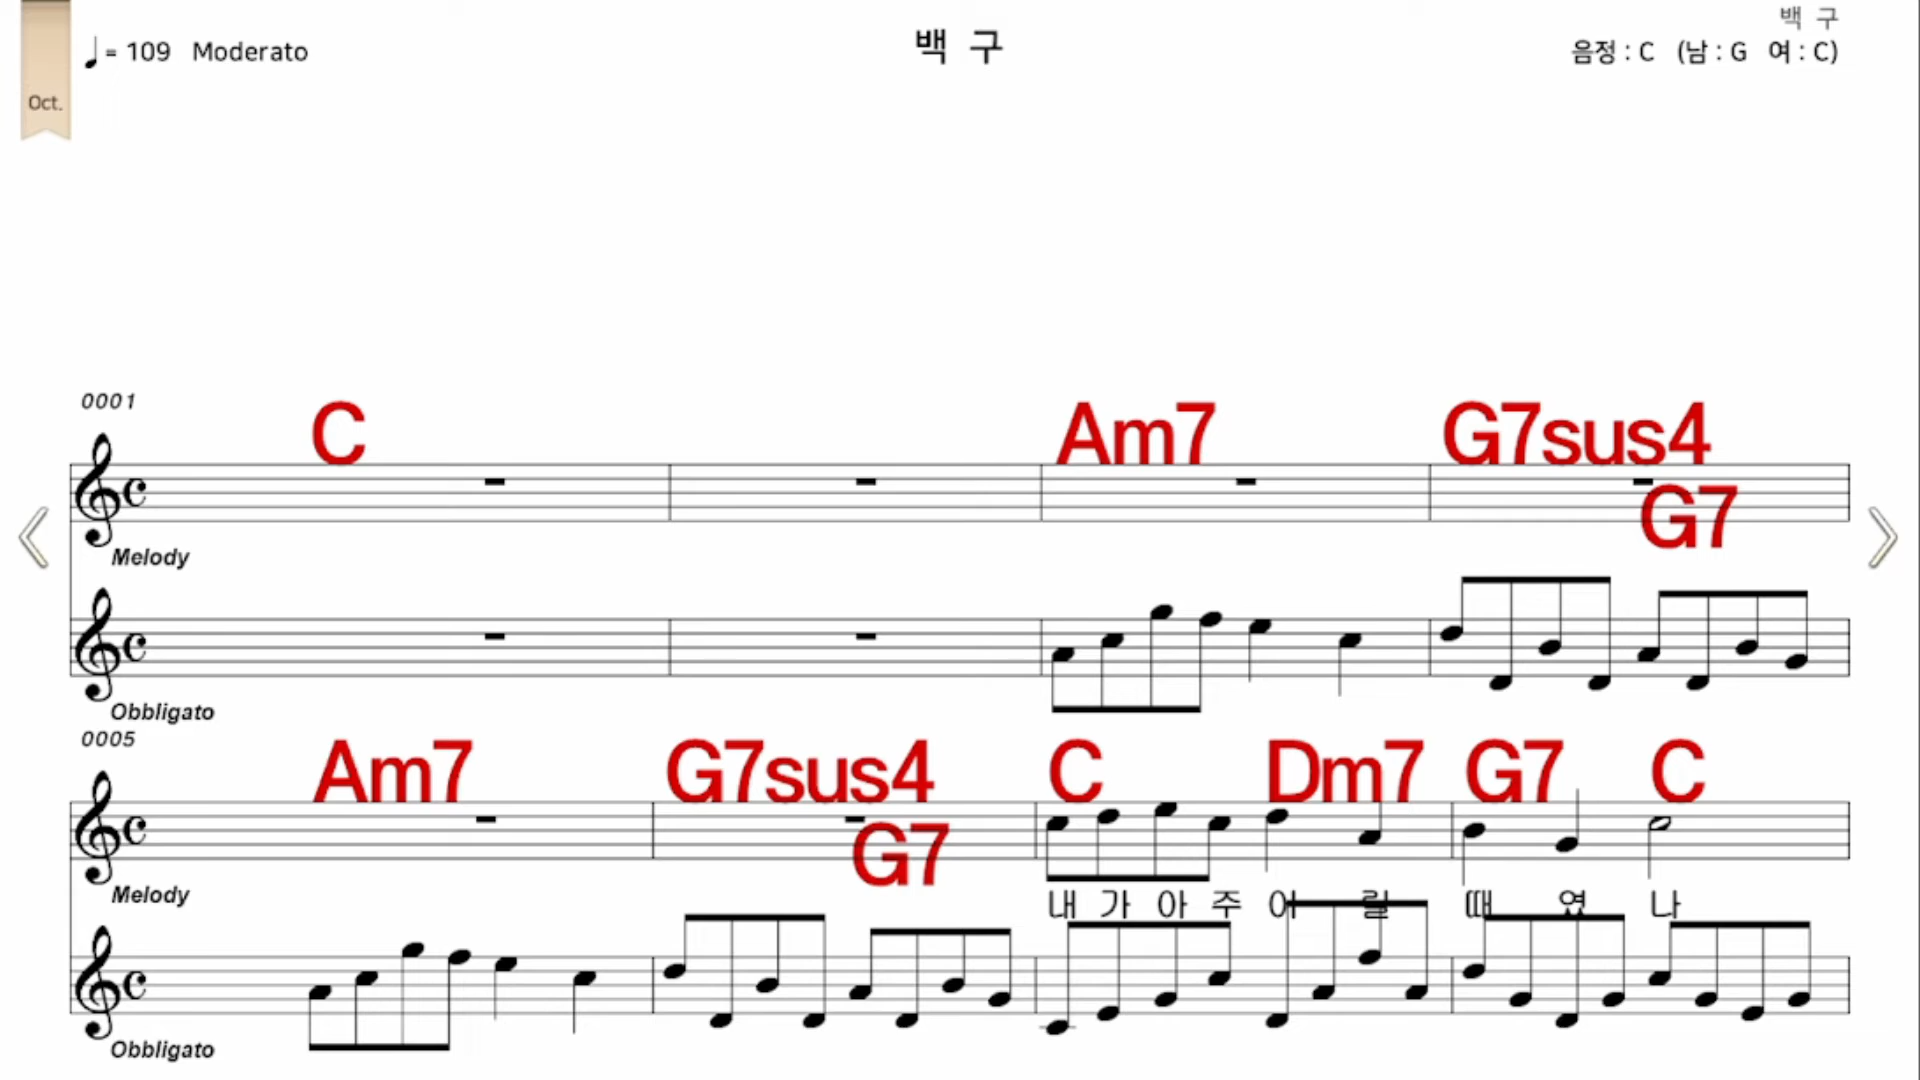 백 구
♩= 109 Moderato
백 구
음정 : C (남 : G 여 : C)
Oct.
0001
C Am7 G7sus4 G7
Melody
Obbligato
0005
Am7 G7sus4 G7 C Dm7 G7 C
Melody
내 가 아 주 어 릴 때 였 나
Obbligato